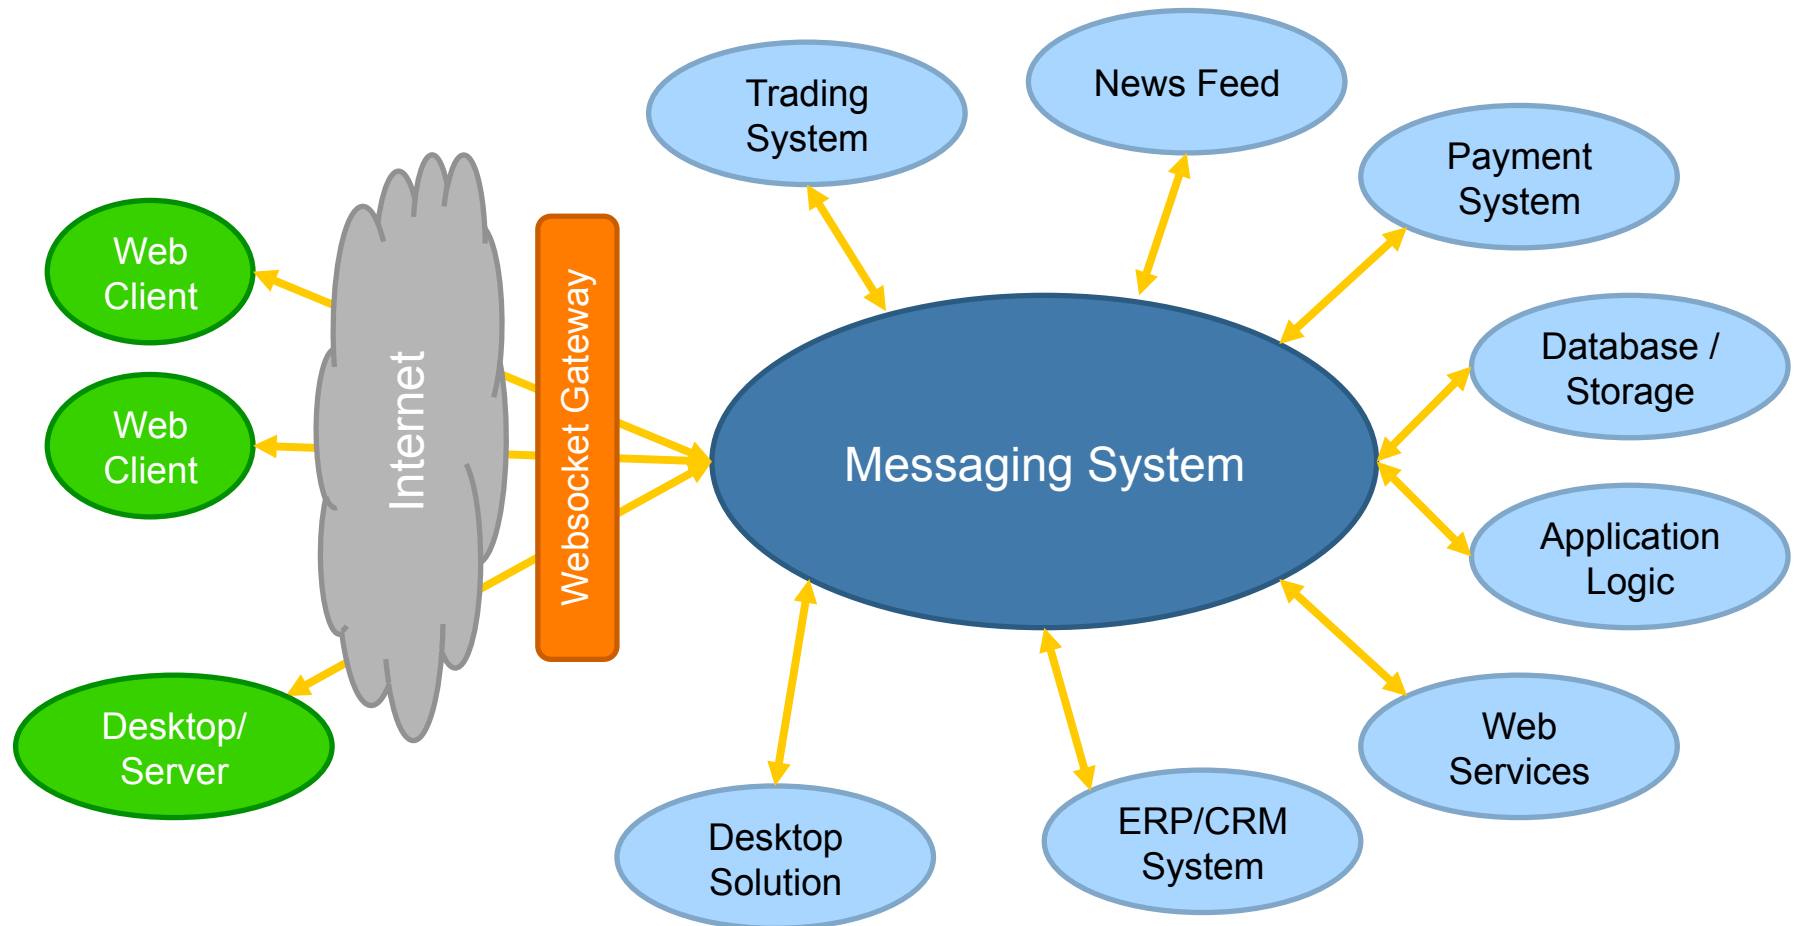 Trading
System
News Feed
Payment
System
Web
Client
Internet
Websocket Gateway
Database /
Storage
Web
Client
Messaging System
Application
Logic
Desktop/
Server
Web
Services
Desktop
Solution
ERP/CRM
System